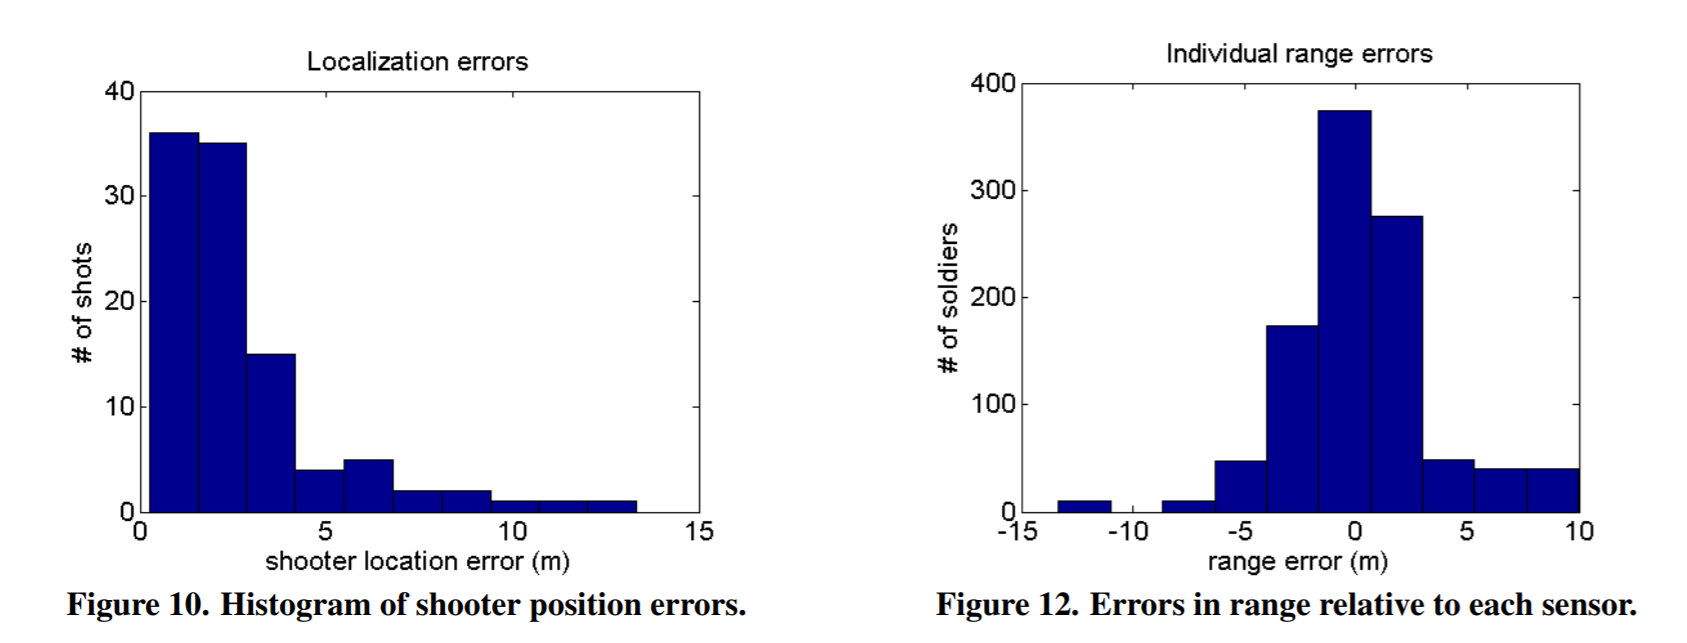 Localization errors
40
30
20
10
0
# of shots
0 5 10 15
shooter location error (m)
Figure 10. Histogram of shooter position errors.
Individual range errors
400
300
200
100
0
# of soldiers
-15 -10 -5 0 5 10
range error (m)
Figure 12. Errors in range relative to each sensor.